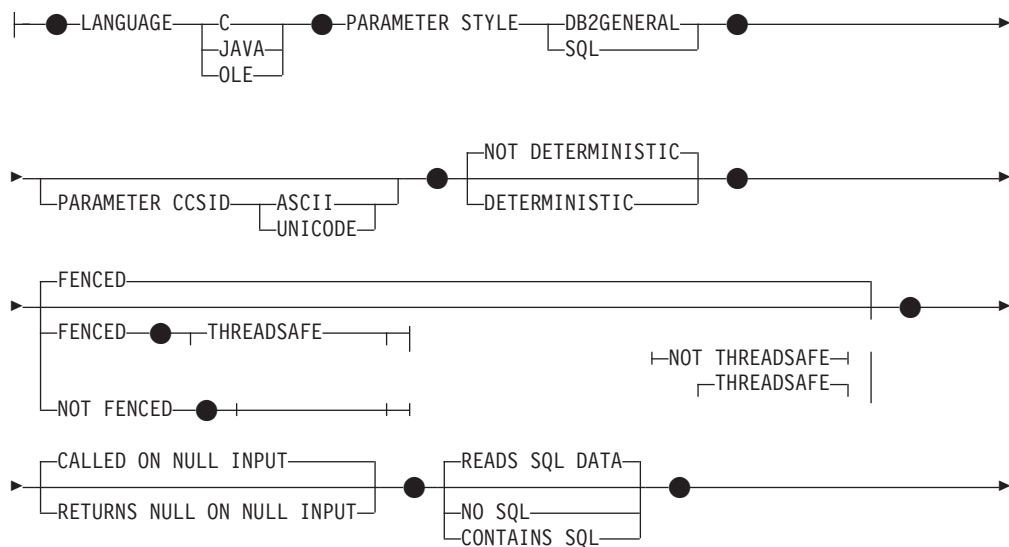 LANGUAGE C PARAMETER STYLE DB2GENERAL
JAVA SQL
OLE
NOT DETERMINISTIC
PARAMETER CCSID ASCII DETERMINISTIC
UNICODE
FENCED
FENCED THREADSAFE
NOT THREADSAFE
THREADSAFE
NOT FENCED
CALLED ON NULL INPUT READS SQL DATA
RETURNS NULL ON NULL INPUT NO SQL
CONTAINS SQL